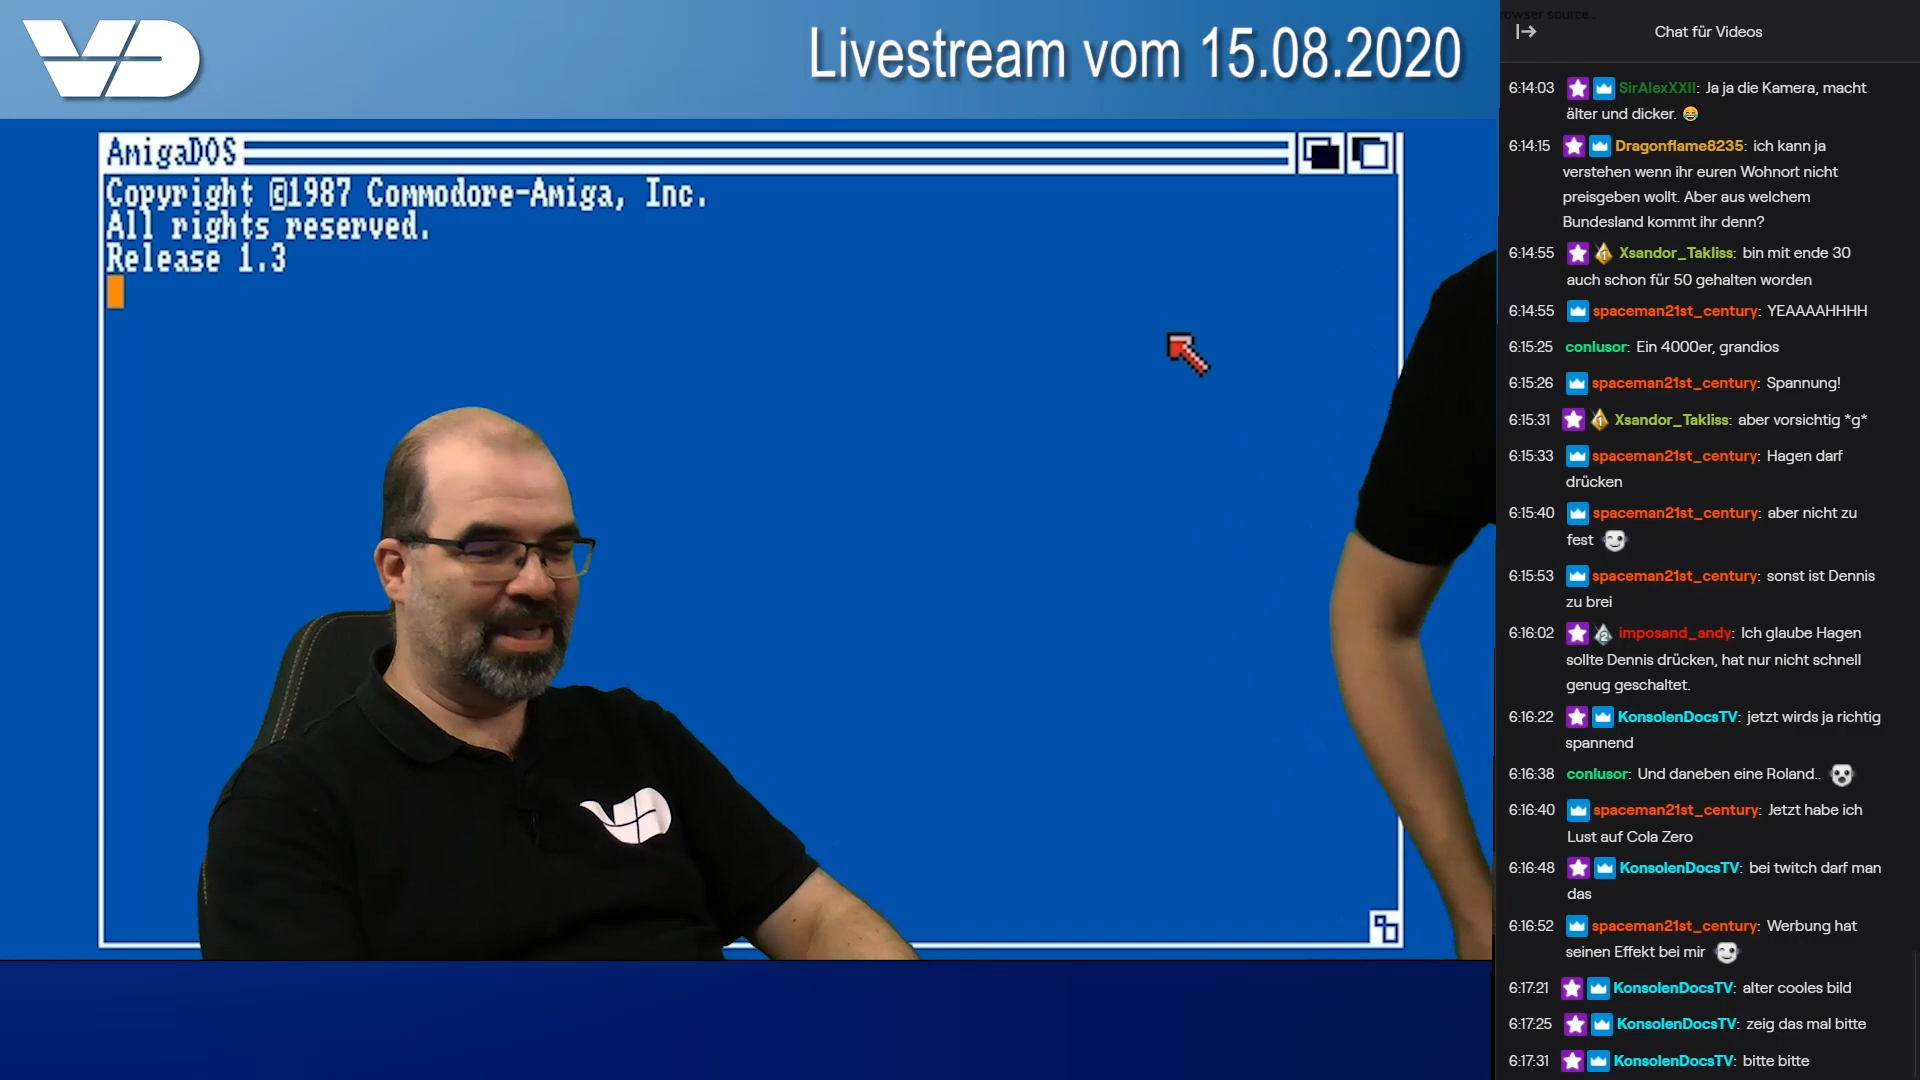 Livestream vom 15.08.2020
AmigaDOS
Copyright ©1987 Commodore-Amiga, Inc.
All rights reserved.
Release 1.3
owser source...
Chat für Videos
6:14:03 SirAlexXXII: Ja ja die Kamera, macht
älter und dicker. 😂
6:14:15 Dragonflame8235: ich kann ja
verstehen wenn ihr euren Wohnort nicht
preisgeben wollt. Aber aus welchem
Bundesland kommt ihr denn?
6:14:55 Xsandor_Takliss: bin mit ende 30
auch schon für 50 gehalten worden
6:14:55 spaceman21st_century: YEAAAAHHHH
6:15:25 conlusor: Ein 4000er, grandios
6:15:26 spaceman21st_century: Spannung!
6:15:31 Xsandor_Takliss: aber vorsichtig *g*
6:15:33 spaceman21st_century: Hagen darf
drücken
6:15:40 spaceman21st_century: aber nicht zu
fest
6:15:53 spaceman21st_century: sonst ist Dennis
zu brei
6:16:02 imposand_andy: Ich glaube Hagen
sollte Dennis drücken, hat nur nicht schnell
genug geschaltet.
6:16:22 KonsolenDocsTV: jetzt wirds ja richtig
spannend
6:16:38 conlusor: Und daneben eine Roland..
6:16:40 spaceman21st_century: Jetzt habe ich
Lust auf Cola Zero
6:16:48 KonsolenDocsTV: bei twitch darf man
das
6:16:52 spaceman21st_century: Werbung hat
seinen Effekt bei mir
6:17:21 KonsolenDocsTV: alter cooles bild
6:17:25 KonsolenDocsTV: zeig das mal bitte
6:17:31 KonsolenDocsTV: bitte bitte